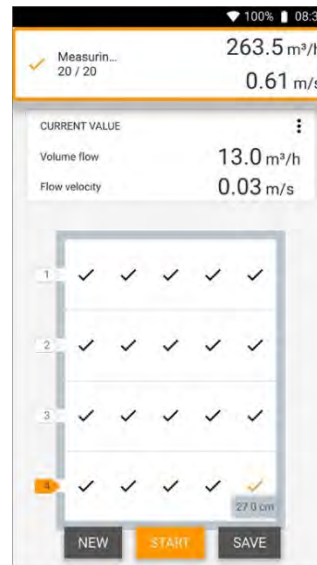 100% 08:3
Measurin... 263.5 m³/h
20 / 20 0.61 m/s
CURRENT VALUE
Volume flow 13.0 m³/h
Flow velocity 0.03 m/s
1
2
3
4
27.0 cm
NEW START SAVE